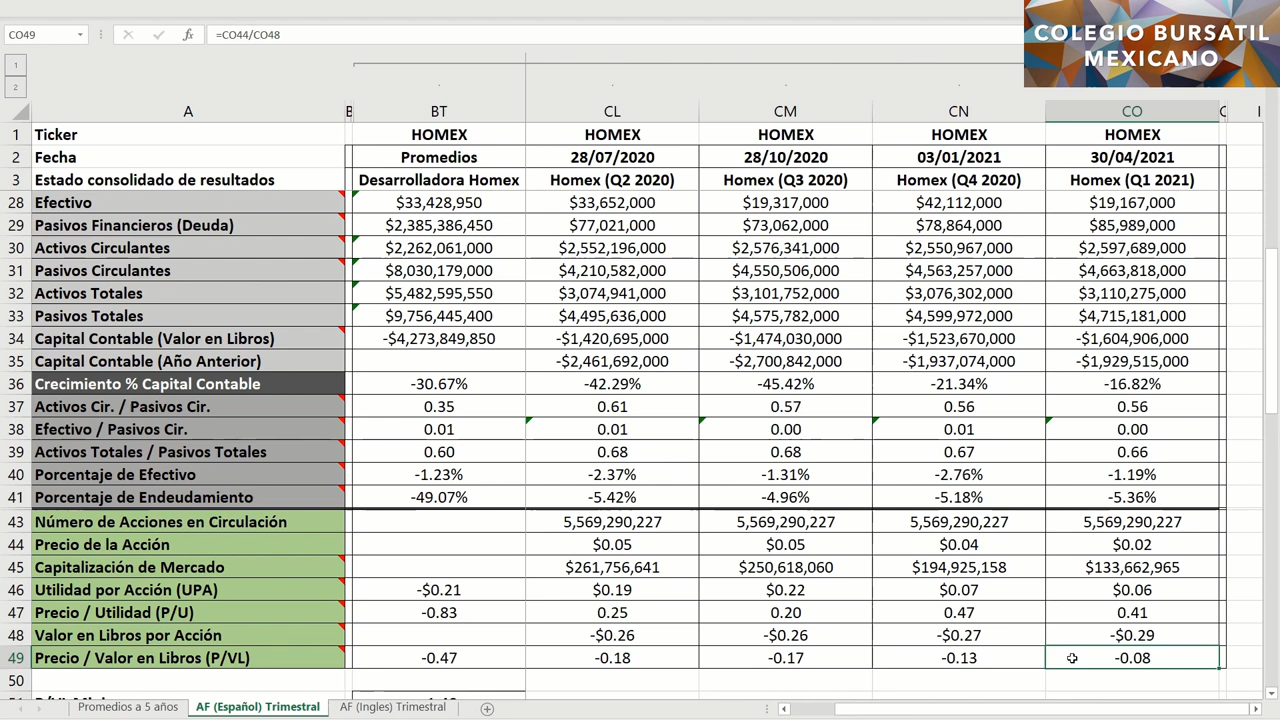 CO49 =CO44/CO48
COLEGIO BURSATIL
MEXICANO
1
2
A B BT CL CM CN CO
1 Ticker HOMEX HOMEX HOMEX HOMEX HOMEX
2 Fecha Promedios 28/07/2020 28/10/2020 03/01/2021 30/04/2021
3 Estado consolidado de resultados Desarrolladora Homex Homex (Q2 2020) Homex (Q3 2020) Homex (Q4 2020) Homex (Q1 2021)
28 Efectivo $33,428,950 $33,652,000 $19,317,000 $42,112,000 $19,167,000
29 Pasivos Financieros (Deuda) $2,385,386,450 $77,021,000 $73,062,000 $78,864,000 $85,989,000
30 Activos Circulantes $2,262,061,000 $2,552,196,000 $2,576,341,000 $2,550,967,000 $2,597,689,000
31 Pasivos Circulantes $8,030,179,000 $4,210,582,000 $4,550,506,000 $4,563,257,000 $4,663,818,000
32 Activos Totales $5,482,595,550 $3,074,941,000 $3,101,752,000 $3,076,302,000 $3,110,275,000
33 Pasivos Totales $9,756,445,400 $4,495,636,000 $4,575,782,000 $4,599,972,000 $4,715,181,000
34 Capital Contable (Valor en Libros) -$4,273,849,850 -$1,420,695,000 -$1,474,030,000 -$1,523,670,000 -$1,604,906,000
35 Capital Contable (Año Anterior) -$2,461,692,000 -$2,700,842,000 -$1,937,074,000 -$1,929,515,000
36 Crecimiento % Capital Contable -30.67% -42.29% -45.42% -21.34% -16.82%
37 Activos Cir. / Pasivos Cir. 0.35 0.61 0.57 0.56 0.56
38 Efectivo / Pasivos Cir. 0.01 0.01 0.00 0.01 0.00
39 Activos Totales / Pasivos Totales 0.60 0.68 0.68 0.67 0.66
40 Porcentaje de Efectivo -1.23% -2.37% -1.31% -2.76% -1.19%
41 Porcentaje de Endeudamiento -49.07% -5.42% -4.96% -5.18% -5.36%
43 Número de Acciones en Circulación 5,569,290,227 5,569,290,227 5,569,290,227 5,569,290,227
44 Precio de la Acción $0.05 $0.05 $0.04 $0.02
45 Capitalización de Mercado $261,756,641 $250,618,060 $194,925,158 $133,662,965
46 Utilidad por Acción (UPA) -$0.21 $0.19 $0.22 $0.07 $0.06
47 Precio / Utilidad (P/U) -0.83 0.25 0.20 0.47 0.41
48 Valor en Libros por Acción -$0.26 -$0.26 -$0.27 -$0.29
49 Precio / Valor en Libros (P/VL) -0.47 -0.18 -0.17 -0.13 -0.08
50
Promedios a 5 años AF (Español) Trimestral AF (Ingles) Trimestral